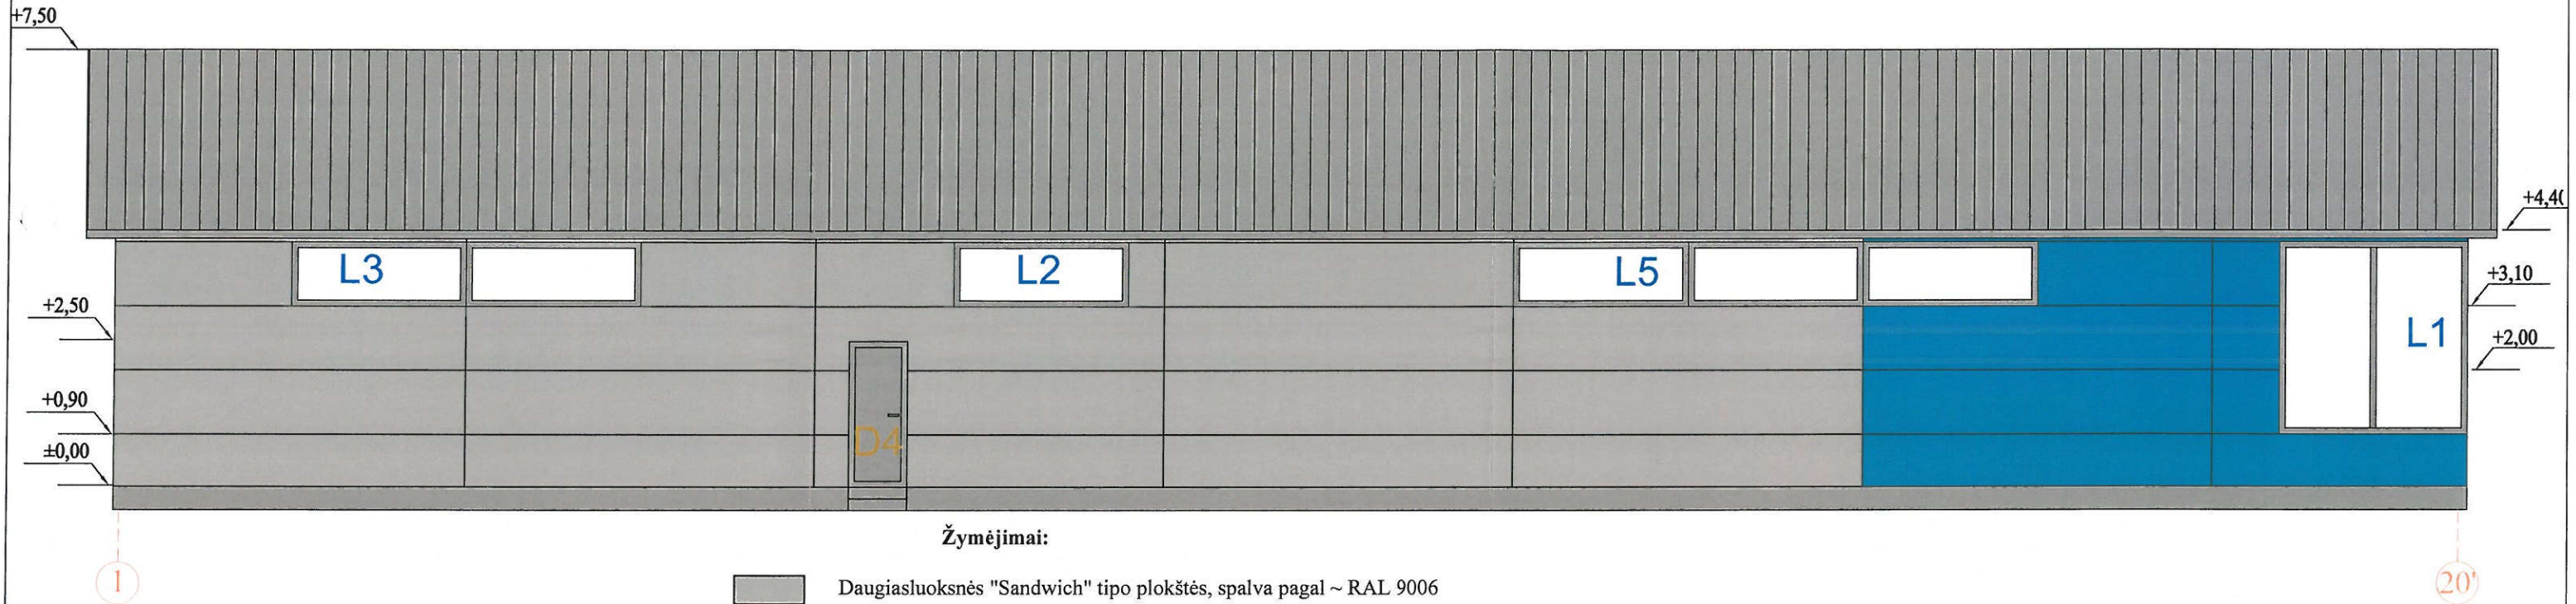 +7,50
+4,40
L3
L2
L5
+3,10
+2,50
L1
+2,00
+0,90
D4
±0,00
Žymėjimai:
1
20'
Daugiasluoksnės "Sandwich" tipo plokštės, spalva pagal ~ RAL 9006